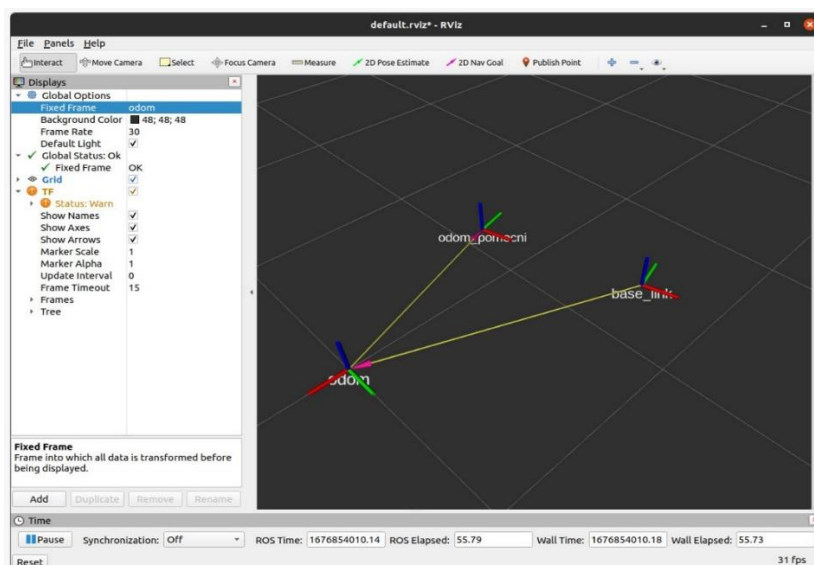 default.rviz* - RViz
File Panels Help
Interact Move Camera Select Focus Camera Measure 2D Pose Estimate 2D Nav Goal Publish Point
Displays
Global Options
Fixed Frame odom
Background Color 48; 48; 48
Frame Rate 30
Default Light
Global Status: Ok
Fixed Frame OK
Grid
TF
Status: Warn
Show Names
Show Axes
Show Arrows
Marker Scale 1
Marker Alpha 1
Update Interval 0
Frame Timeout 15
Frames
Tree
odom_pomocni
base_link
odom
Fixed Frame
Frame into which all data is transformed before
being displayed.
Add Duplicate Remove Rename
Time
Pause Synchronization: Off ROS Time: 1676854010.14 ROS Elapsed: 55.79 Wall Time: 1676854010.18 Wall Elapsed: 55.73
Reset 31 fps